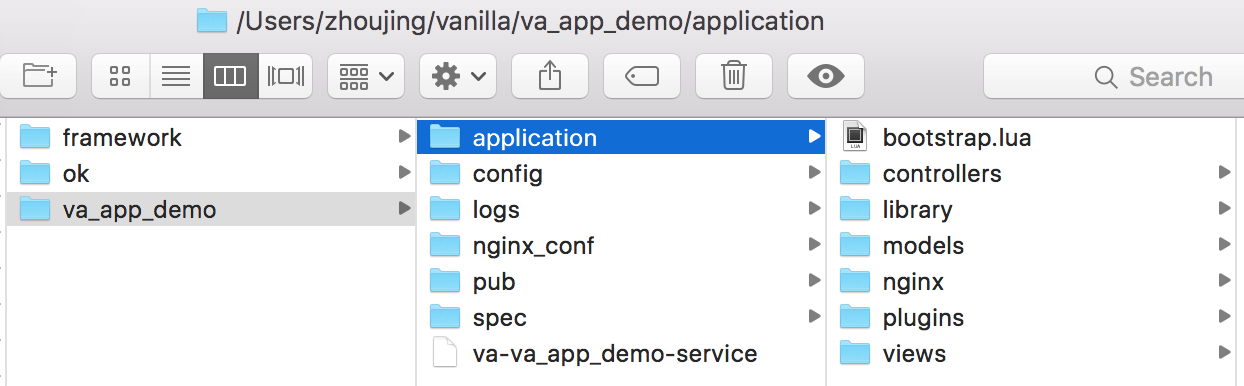 /Users/zhoujing/vanilla/va_app_demo/application
Search
framework
ok
va_app_demo
application
config
logs
nginx_conf
pub
spec
va-va_app_demo-service
bootstrap.lua
LUA
controllers
library
models
nginx
plugins
views